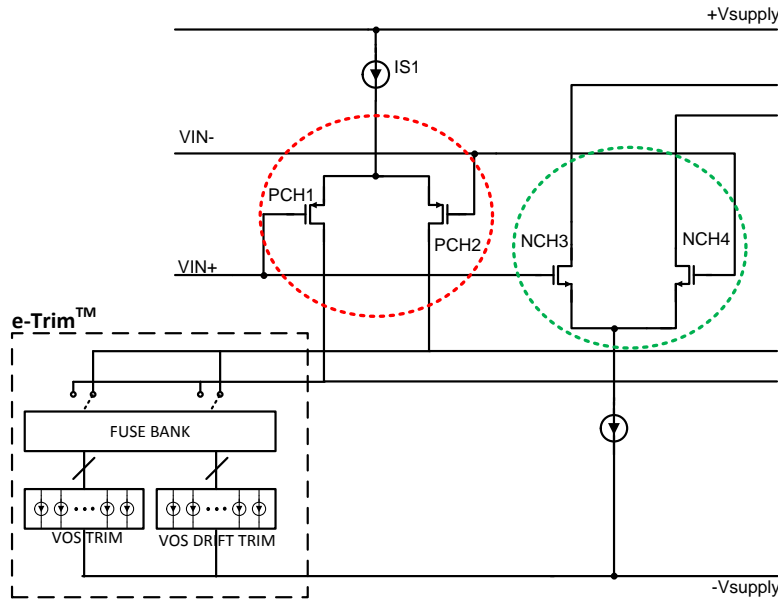 +Vsupply
IS1
VIN-
PCH1
PCH2
NCH3
NCH4
VIN+
e-Trim™
FUSE BANK
VOS TRIM
VOS DRIFT TRIM
-Vsupply